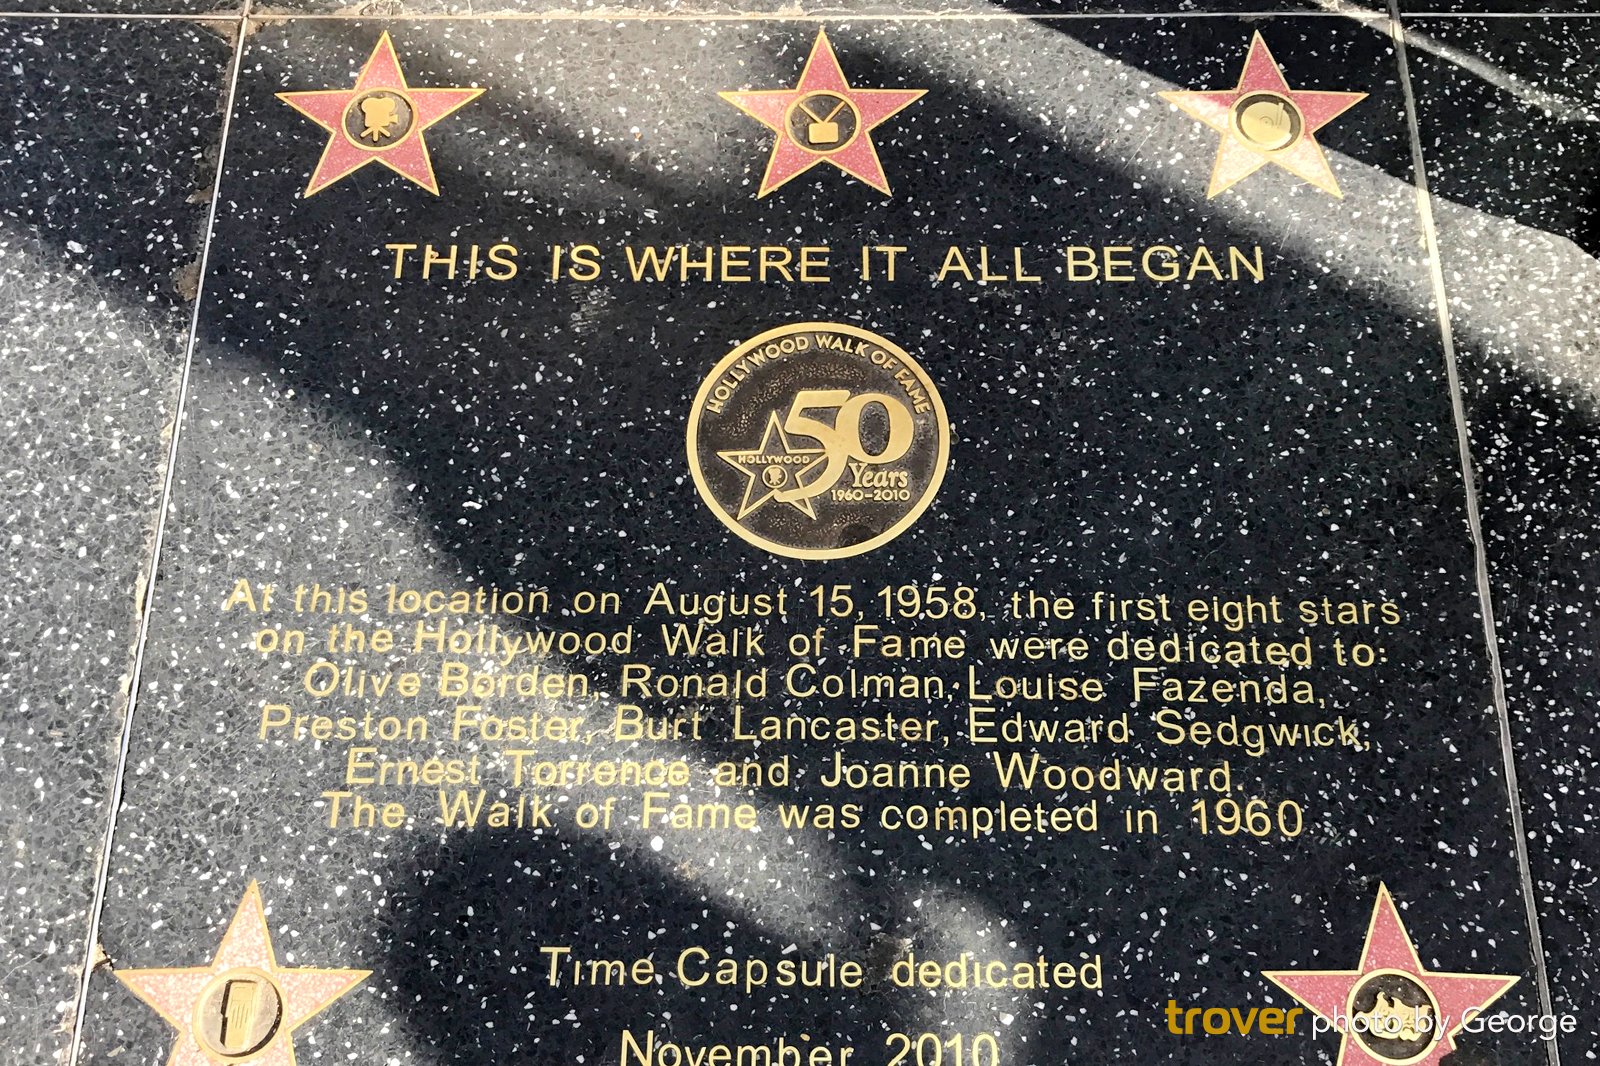 THIS IS WHERE IT ALL BEGAN
HOLLYWOOD WALK OF FAME
50
HOLLYWOOD
Years
1960-2010
At this location on August 15, 1958, the first eight stars
on the Hollywood Walk of Fame were dedicated to:
Olive Borden, Ronald Colman, Louise Fazenda,
Preston Foster, Burt Lancaster, Edward Sedgwick,
Ernest Torrence and Joanne Woodward.
The Walk of Fame was completed in 1960
Time Capsule dedicated
November 2010
trover photo by George